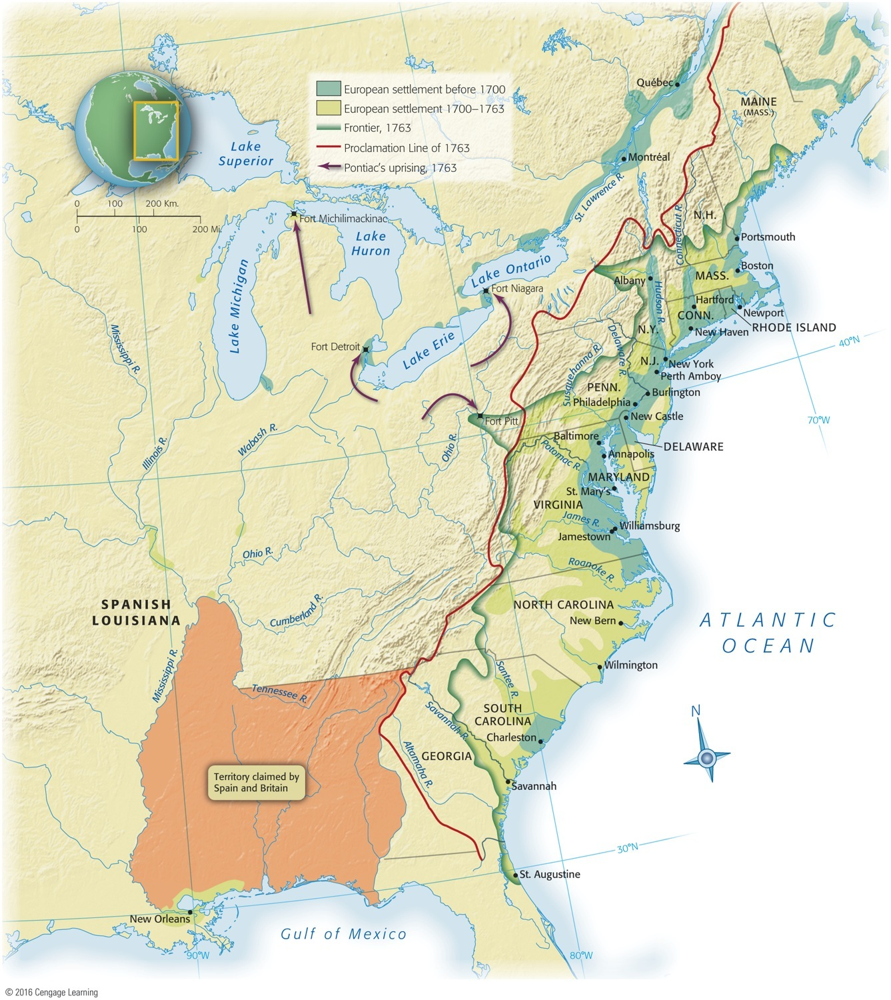 European settlement before 1700
European settlement 1700–1763
Frontier, 1763
Proclamation Line of 1763
Pontiac's uprising, 1763
0 100 200 Km.
0 100 200 Mi.
Lake
Superior
Québec
MAINE
(MASS.)
Montréal
St. Lawrence R.
Fort Michilimackinac
Lake
Huron
Lake Michigan
Lake Ontario
Fort Niagara
Connecticut R.
N.H.
Portsmouth
Boston
MASS.
Albany
Hudson R.
Hartford
CONN.
Newport
RHODE ISLAND
New Haven
N.Y.
Delaware R.
Susquehanna R.
Mississippi R.
Fort Detroit
Lake Erie
40°N
N.J.
New York
Perth Amboy
PENN.
Burlington
Philadelphia
New Castle
70°W
Fort Pitt
Ohio R.
Wabash R.
Illinois R.
Baltimore
DELAWARE
Potomac R.
Annapolis
MARYLAND
St. Mary's
VIRGINIA
James R.
Williamsburg
Jamestown
Ohio R.
Roanoke R.
SPANISH
LOUISIANA
Cumberland R.
NORTH CAROLINA
New Bern
ATLANTIC
OCEAN
Mississippi R.
Tennessee R.
Wilmington
Santee R.
N
Savannah R.
SOUTH
CAROLINA
Charleston
Altamaha R.
GEORGIA
Territory claimed by
Spain and Britain
Savannah
30°N
St. Augustine
New Orleans
Gulf of Mexico
90°W
80°W
© 2016 Cengage Learning